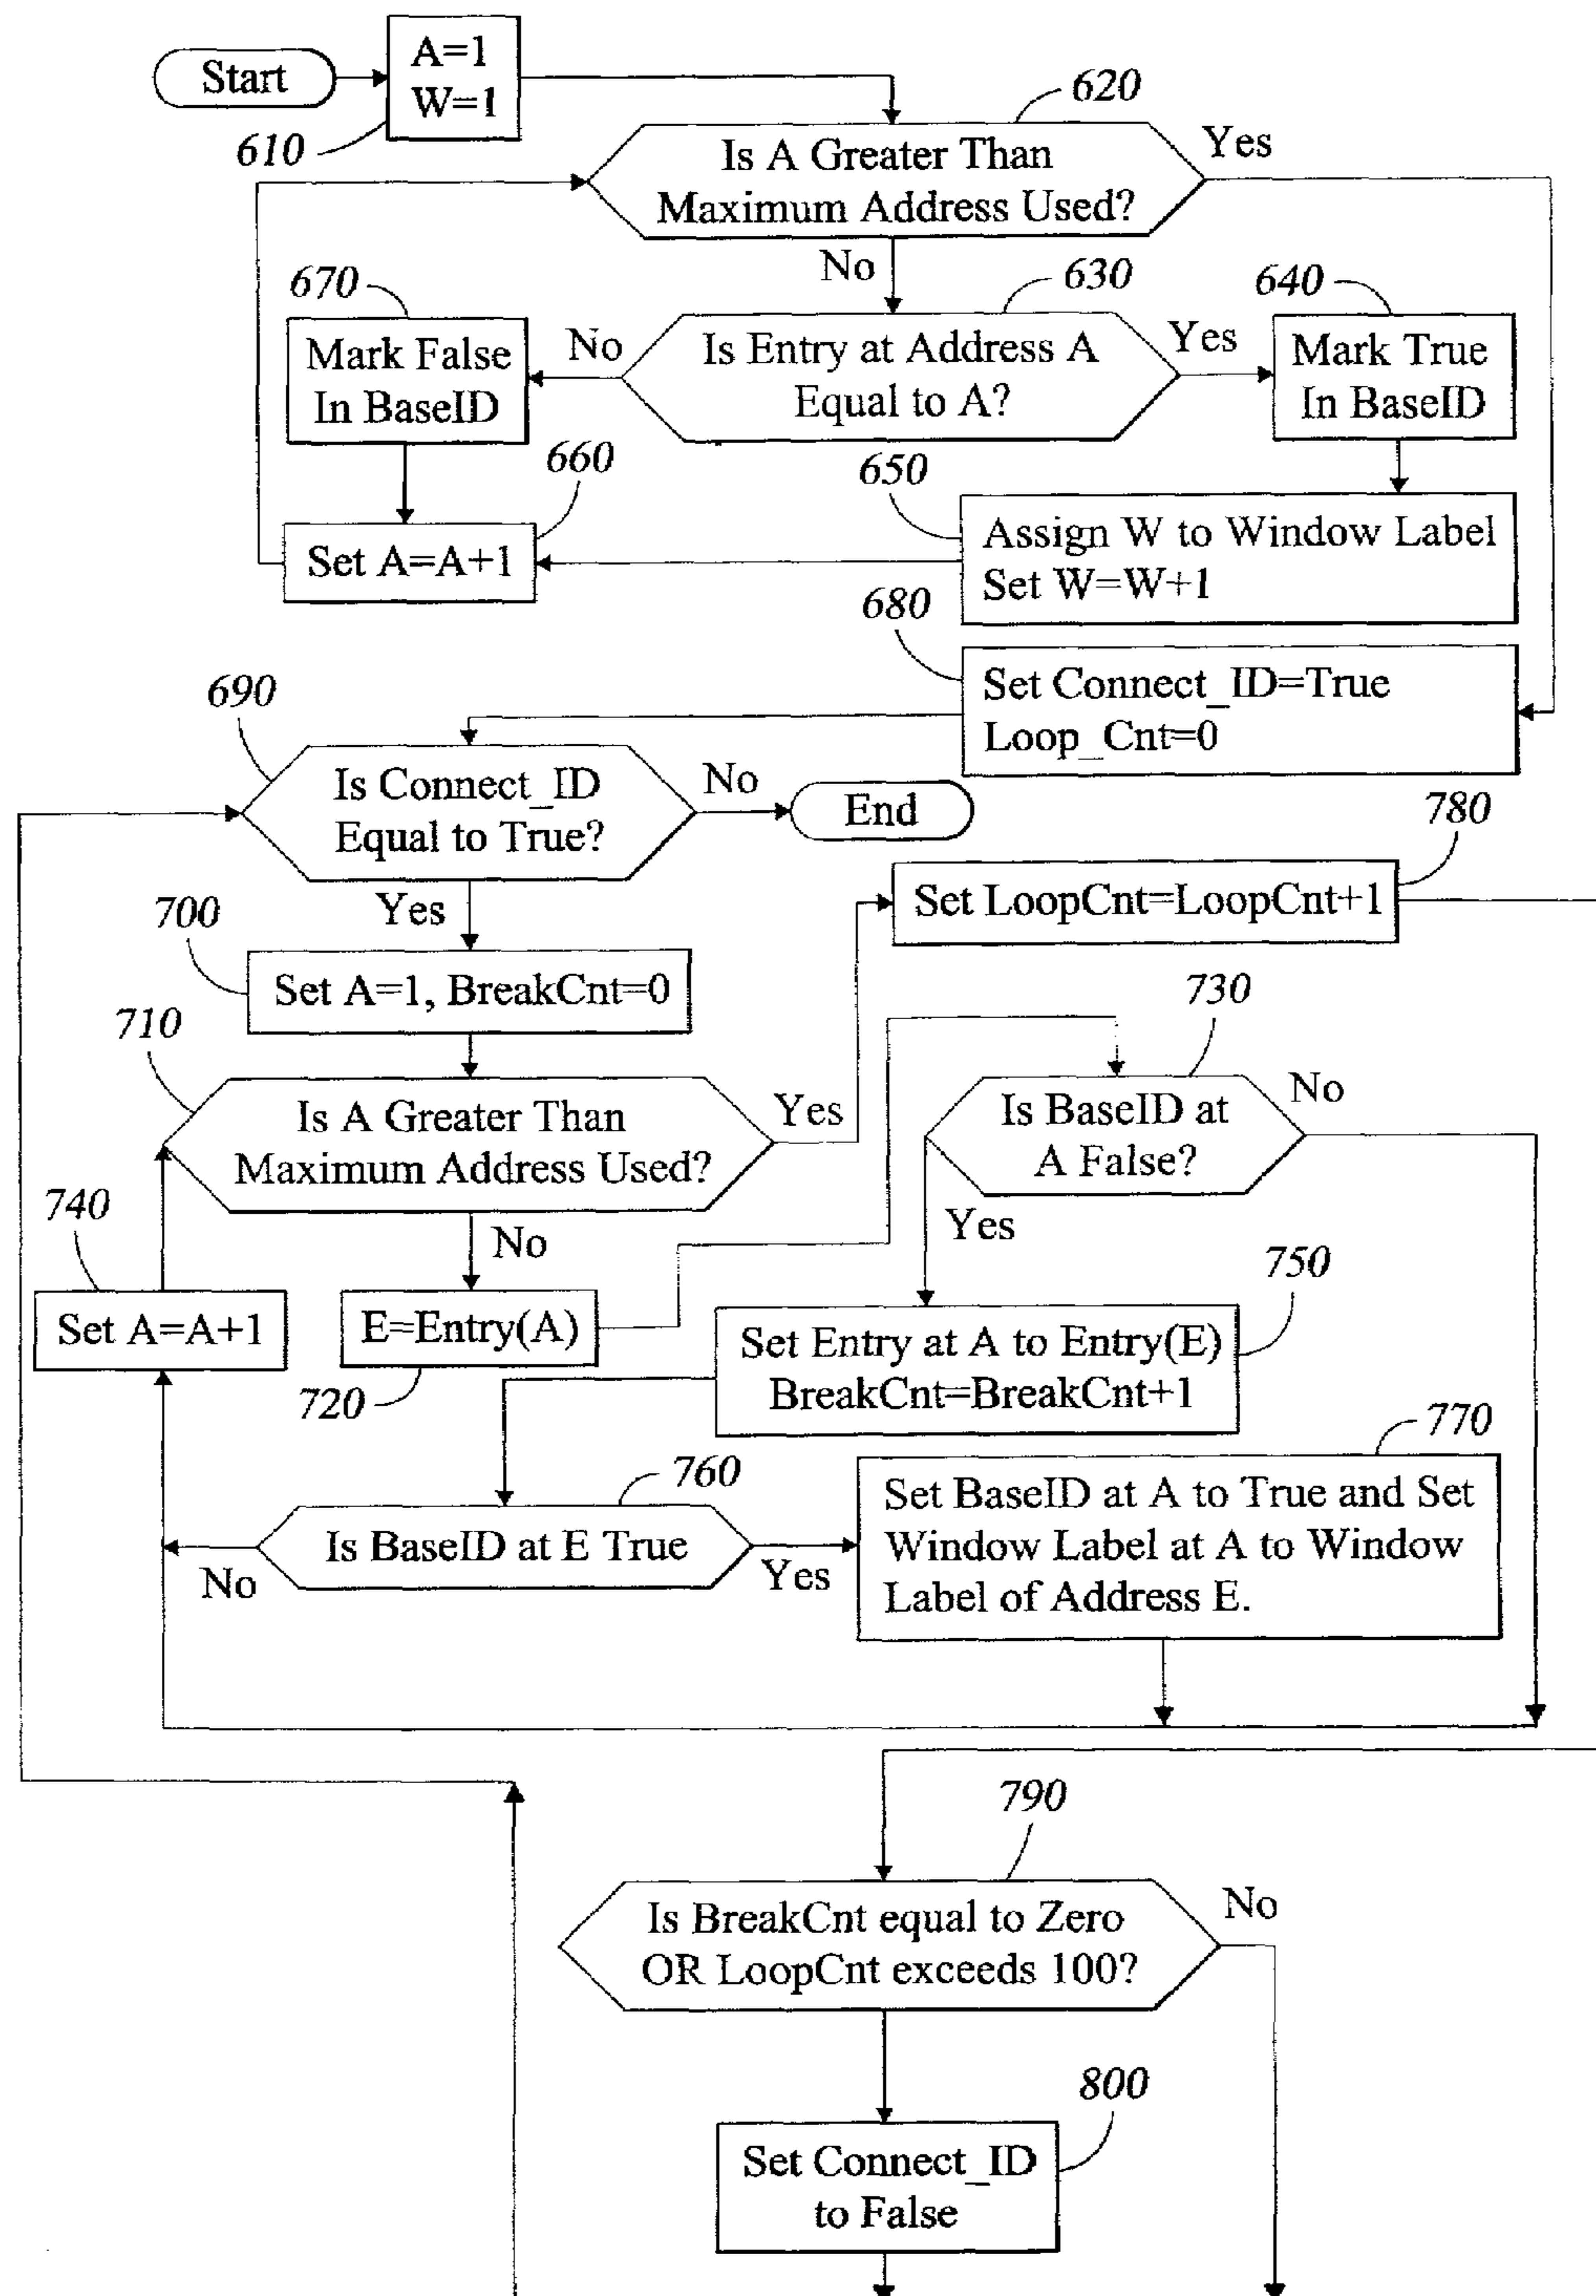 Start
A=1
W=1
610
620
Is A Greater Than
Maximum Address Used?
Yes
No
630
Is Entry at Address A
Equal to A?
No
Yes
670
Mark False
In BaseID
640
Mark True
In BaseID
650
Assign W to Window Label
Set W=W+1
660
Set A=A+1
680
Set Connect_ID=True
Loop_Cnt=0
690
Is Connect_ID
Equal to True?
No
End
Yes
780
Set LoopCnt=LoopCnt+1
700
Set A=1, BreakCnt=0
710
Is A Greater Than
Maximum Address Used?
Yes
No
730
Is BaseID at
A False?
No
Yes
740
Set A=A+1
E=Entry(A)
720
750
Set Entry at A to Entry(E)
BreakCnt=BreakCnt+1
760
Is BaseID at E True
No
Yes
770
Set BaseID at A to True and Set
Window Label at A to Window
Label of Address E.
790
Is BreakCnt equal to Zero
OR LoopCnt exceeds 100?
No
800
Set Connect_ID
to False